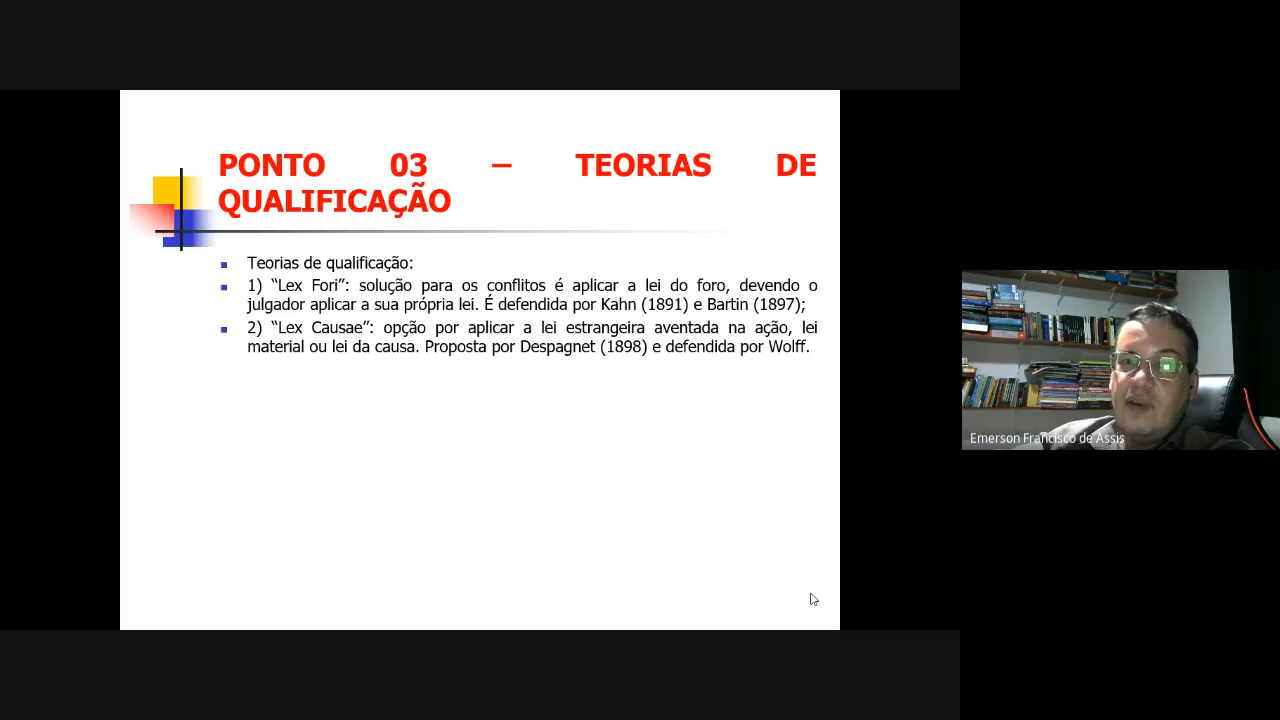 PONTO 03 – TEORIAS DE
QUALIFICAÇÃO
Teorias de qualificação:
1) “Lex Fori”: solução para os conflitos é aplicar a lei do foro, devendo o
julgador aplicar a sua própria lei. É defendida por Kahn (1891) e Bartin (1897);
2) “Lex Causae”: opção por aplicar a lei estrangeira aventada na ação, lei
material ou lei da causa. Proposta por Despagnet (1898) e defendida por Wolff.
Emerson Francisco de Assis